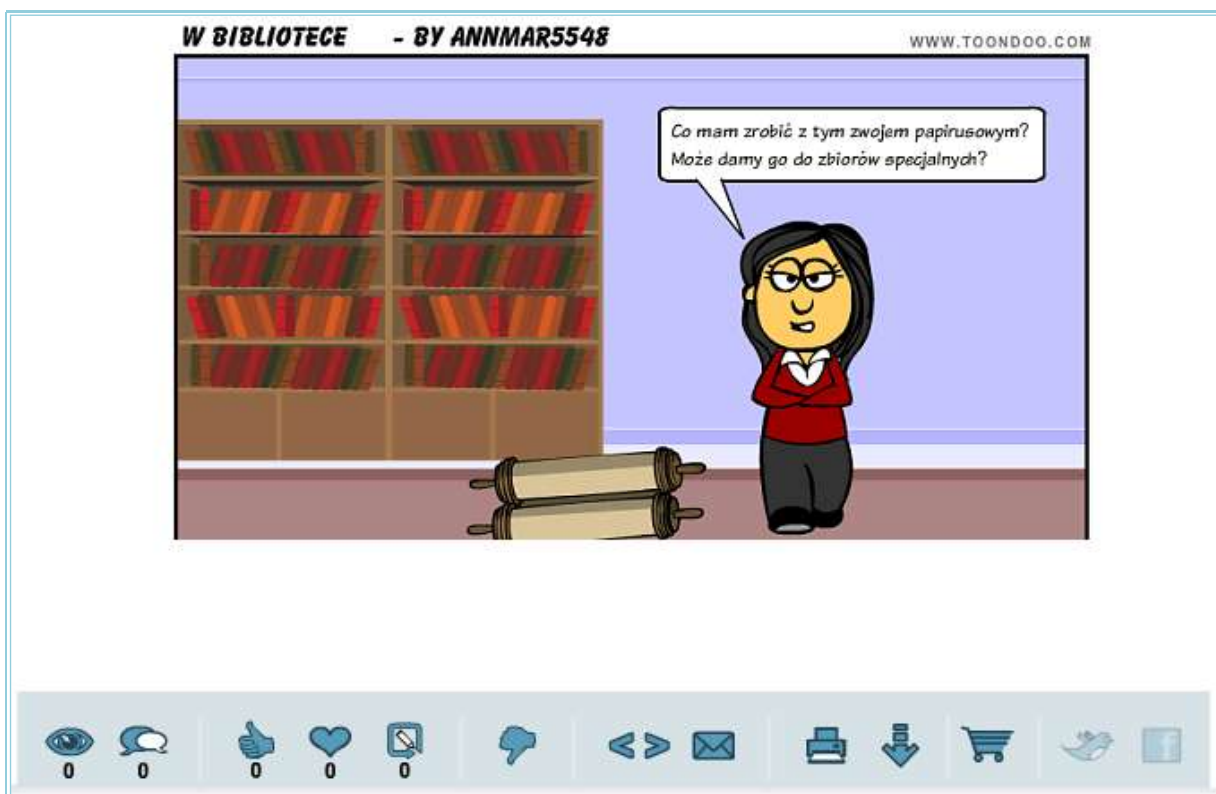 W BIBLIOTECE - BY ANNMAR5548
WWW.TOONDOO.COM
Co mam zrobić z tym zwojem papirusowym?
Może damy go do zbiorów specjalnych?
0 0 0 0 0